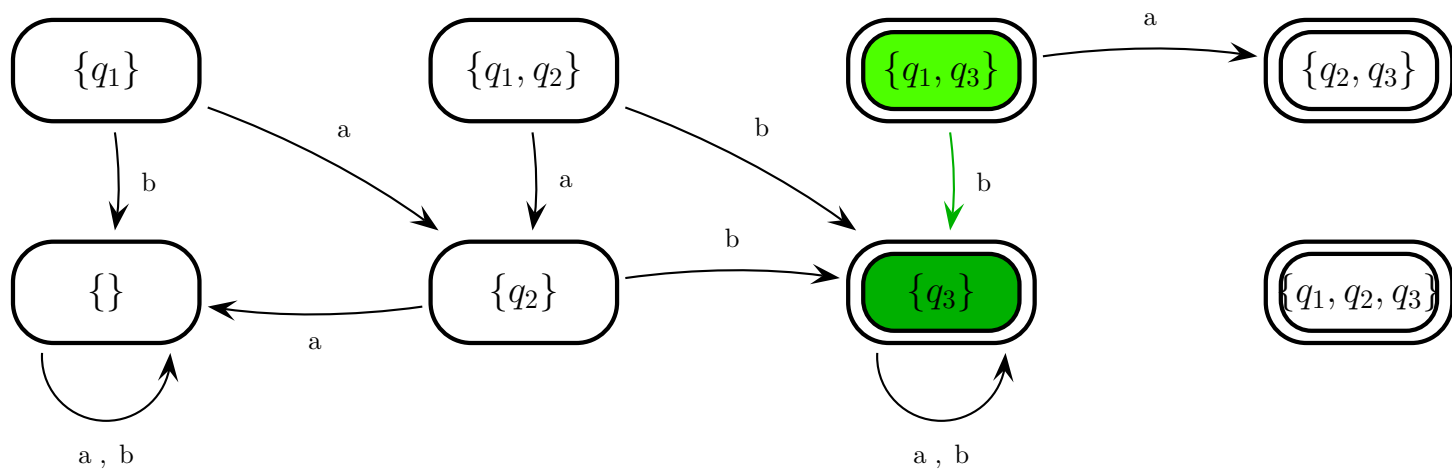 a
{q₁}
{q₁, q₂}
{q₁, q₃}
{q₂, q₃}
a
b
b
a
b
b
{}
{q₂}
{q₃}
{q₁, q₂, q₃}
a
a , b
a , b